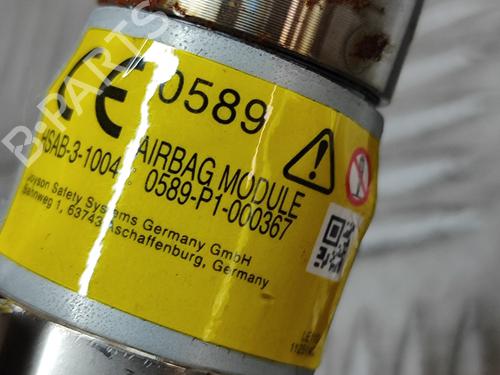 CE 0589
AIRBAG MODULE
HSAB-3-1004
0589-P1-000367
Joyson Safety Systems Germany GmbH
Bahnweg 1, 63743 Aschaffenburg, Germany
B-PARTS